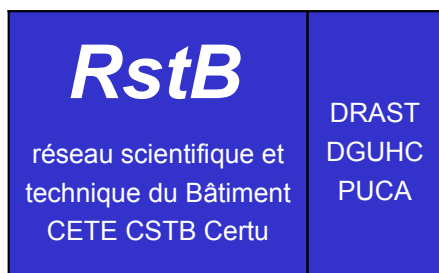 RstB
réseau scientifique et
technique du Bâtiment
CETE CSTB Certu
DRAST
DGUHC
PUCA